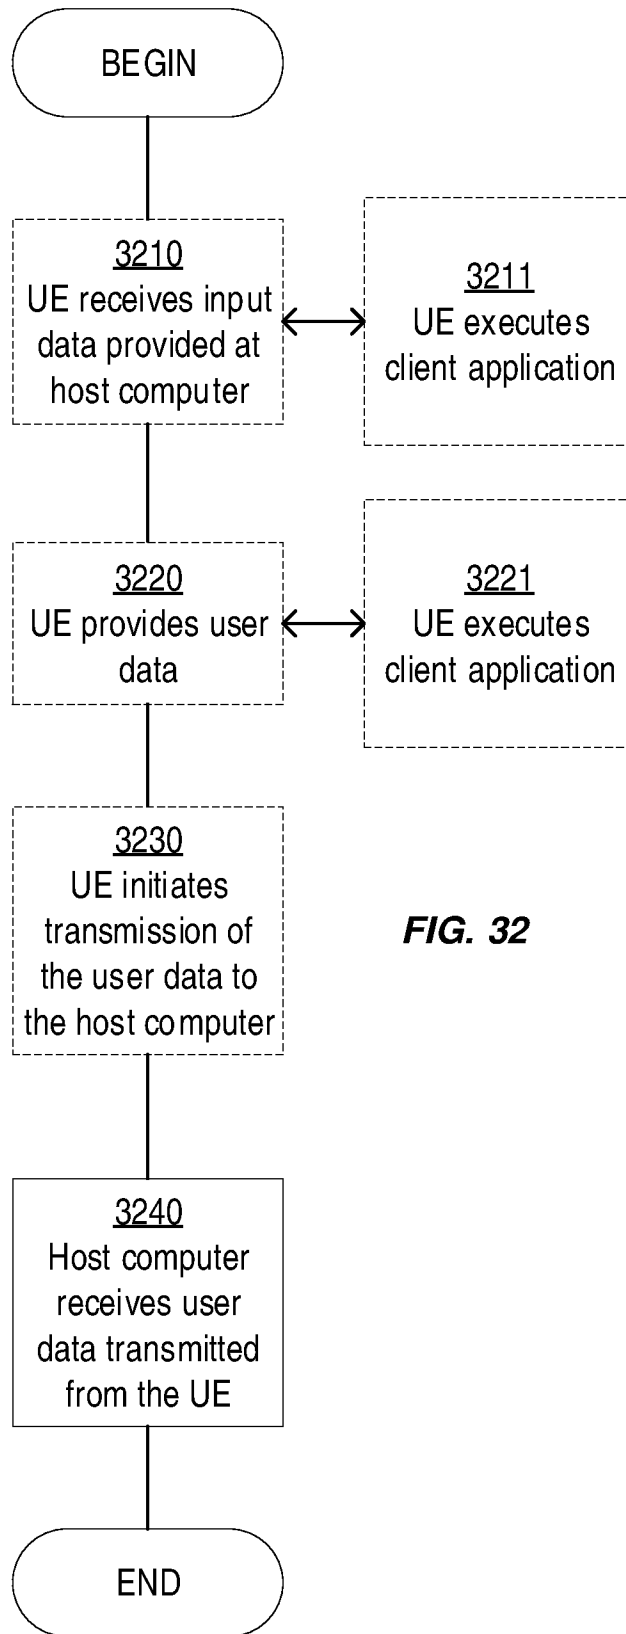 BEGIN
3210
UE receives input
data provided at
host computer
3211
UE executes
client application
3220
UE provides user
data
3221
UE executes
client application
3230
UE initiates
transmission of
the user data to
the host computer
FIG. 32
3240
Host computer
receives user
data transmitted
from the UE
END